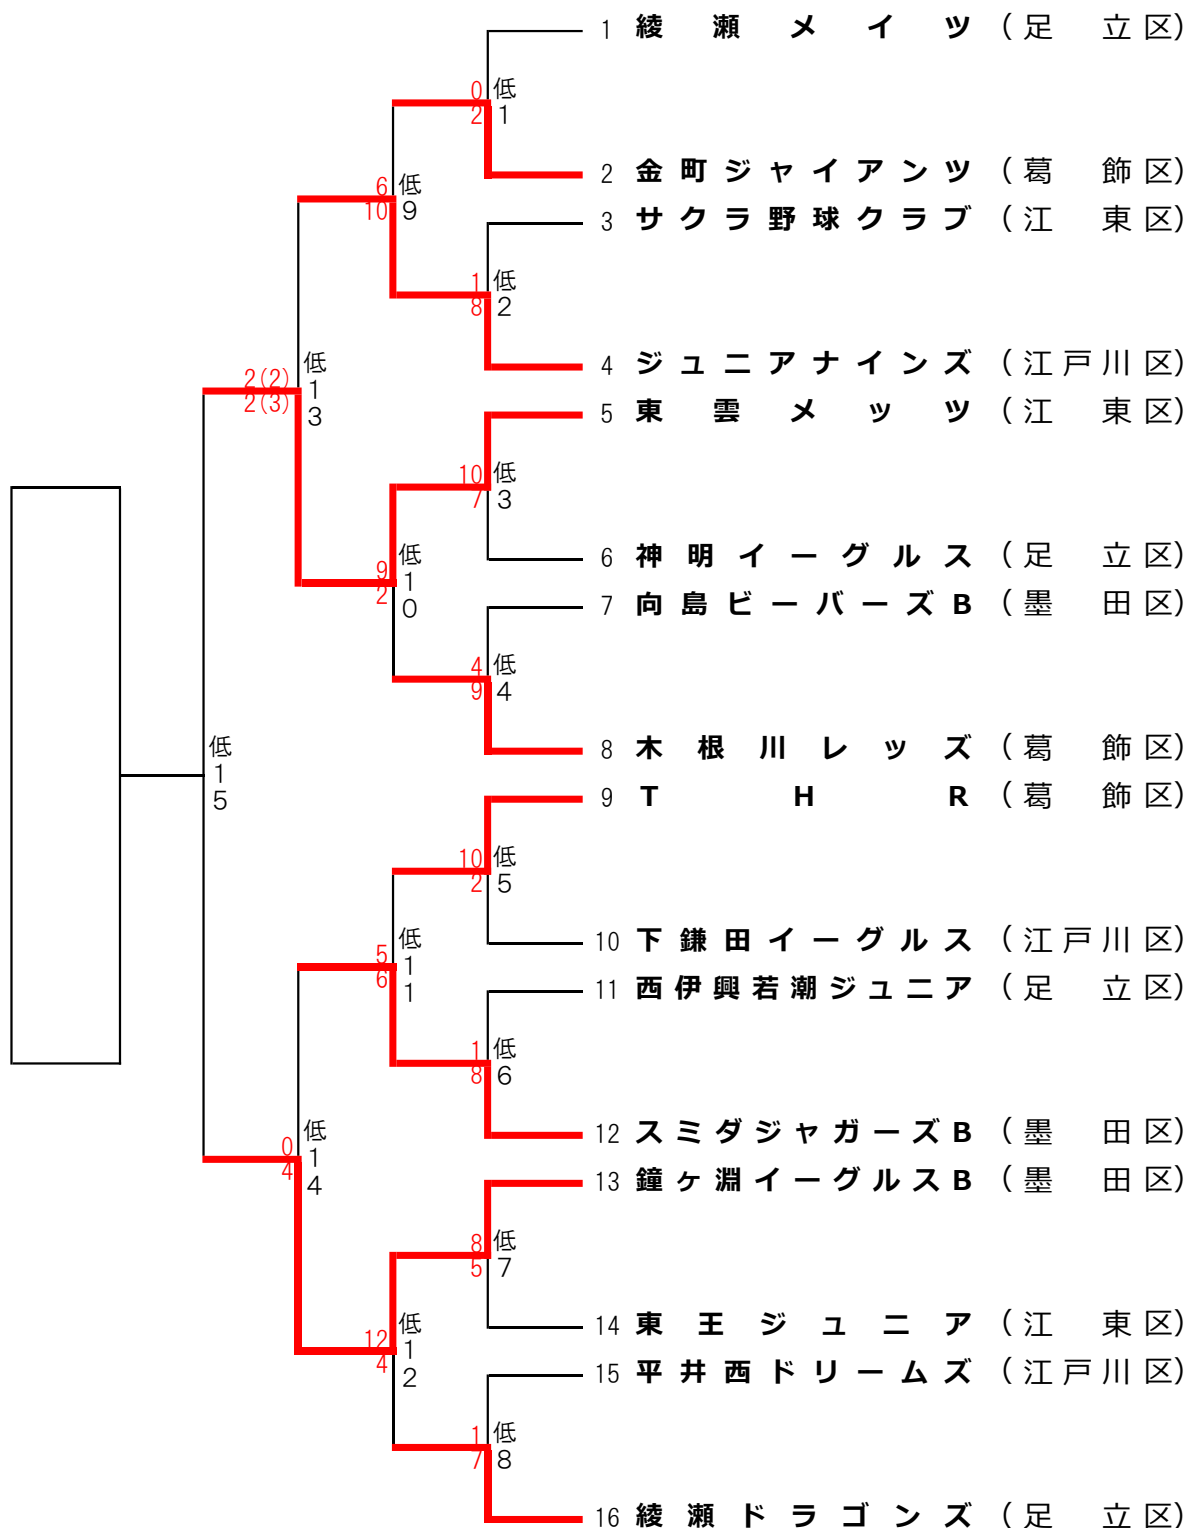 1 綾瀬メイツ (足立区)
0 低
2 1
2 金町ジャイアンツ (葛飾区)
6 低
10 9
3 サクラ野球クラブ (江東区)
1 低
8 2
4 ジュニアナインズ (江戸川区)
2(2) 低13
2(3)
5 東雲メッツ (江東区)
10 低
7 3
6 神明イーグルス (足立区)
9 低10
2
7 向島ビーバーズB (墨田区)
4 低
9 4
8 木根川レッズ (葛飾区)
低15
9 THR (葛飾区)
10 低
2 5
10 下鎌田イーグルス (江戸川区)
5 低11
6
11 西伊興若潮ジュニア (足立区)
1 低
8 6
12 スミダジャガーズB (墨田区)
0 低14
4
13 鐘ヶ淵イーグルスB (墨田区)
8 低
5 7
14 東王ジュニア (江東区)
12 低12
4
15 平井西ドリームズ (江戸川区)
1 低
7 8
16 綾瀬ドラゴンズ (足立区)